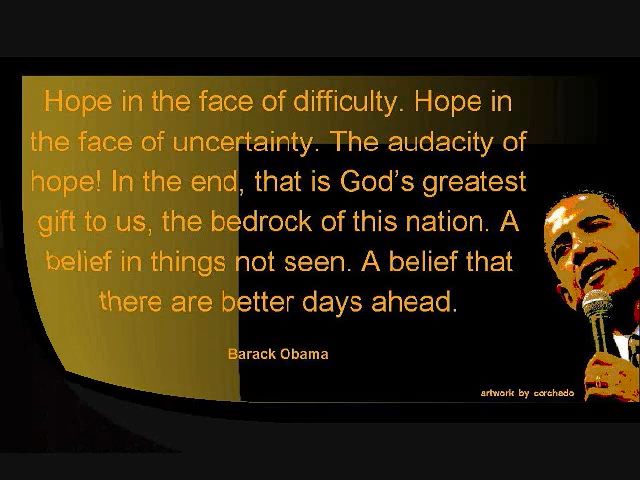 Hope in the face of difficulty. Hope in
the face of uncertainty. The audacity of
hope! In the end, that is God's greatest
gift to us, the bedrock of this nation. A
belief in things not seen. A belief that
there are better days ahead.
Barack Obama
artwork by corchado